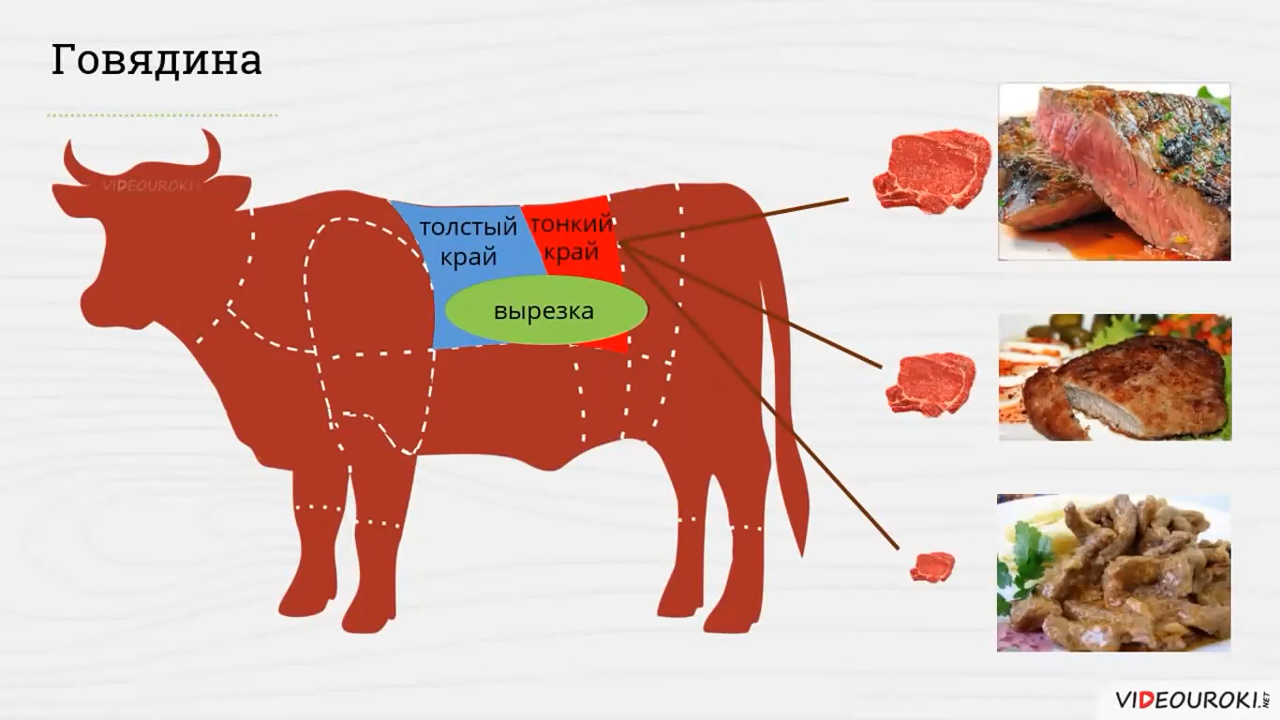 Говядина
VIDEOUROKI
толстый
край
тонкий
край
вырезка
VIDEOUROKI.NET